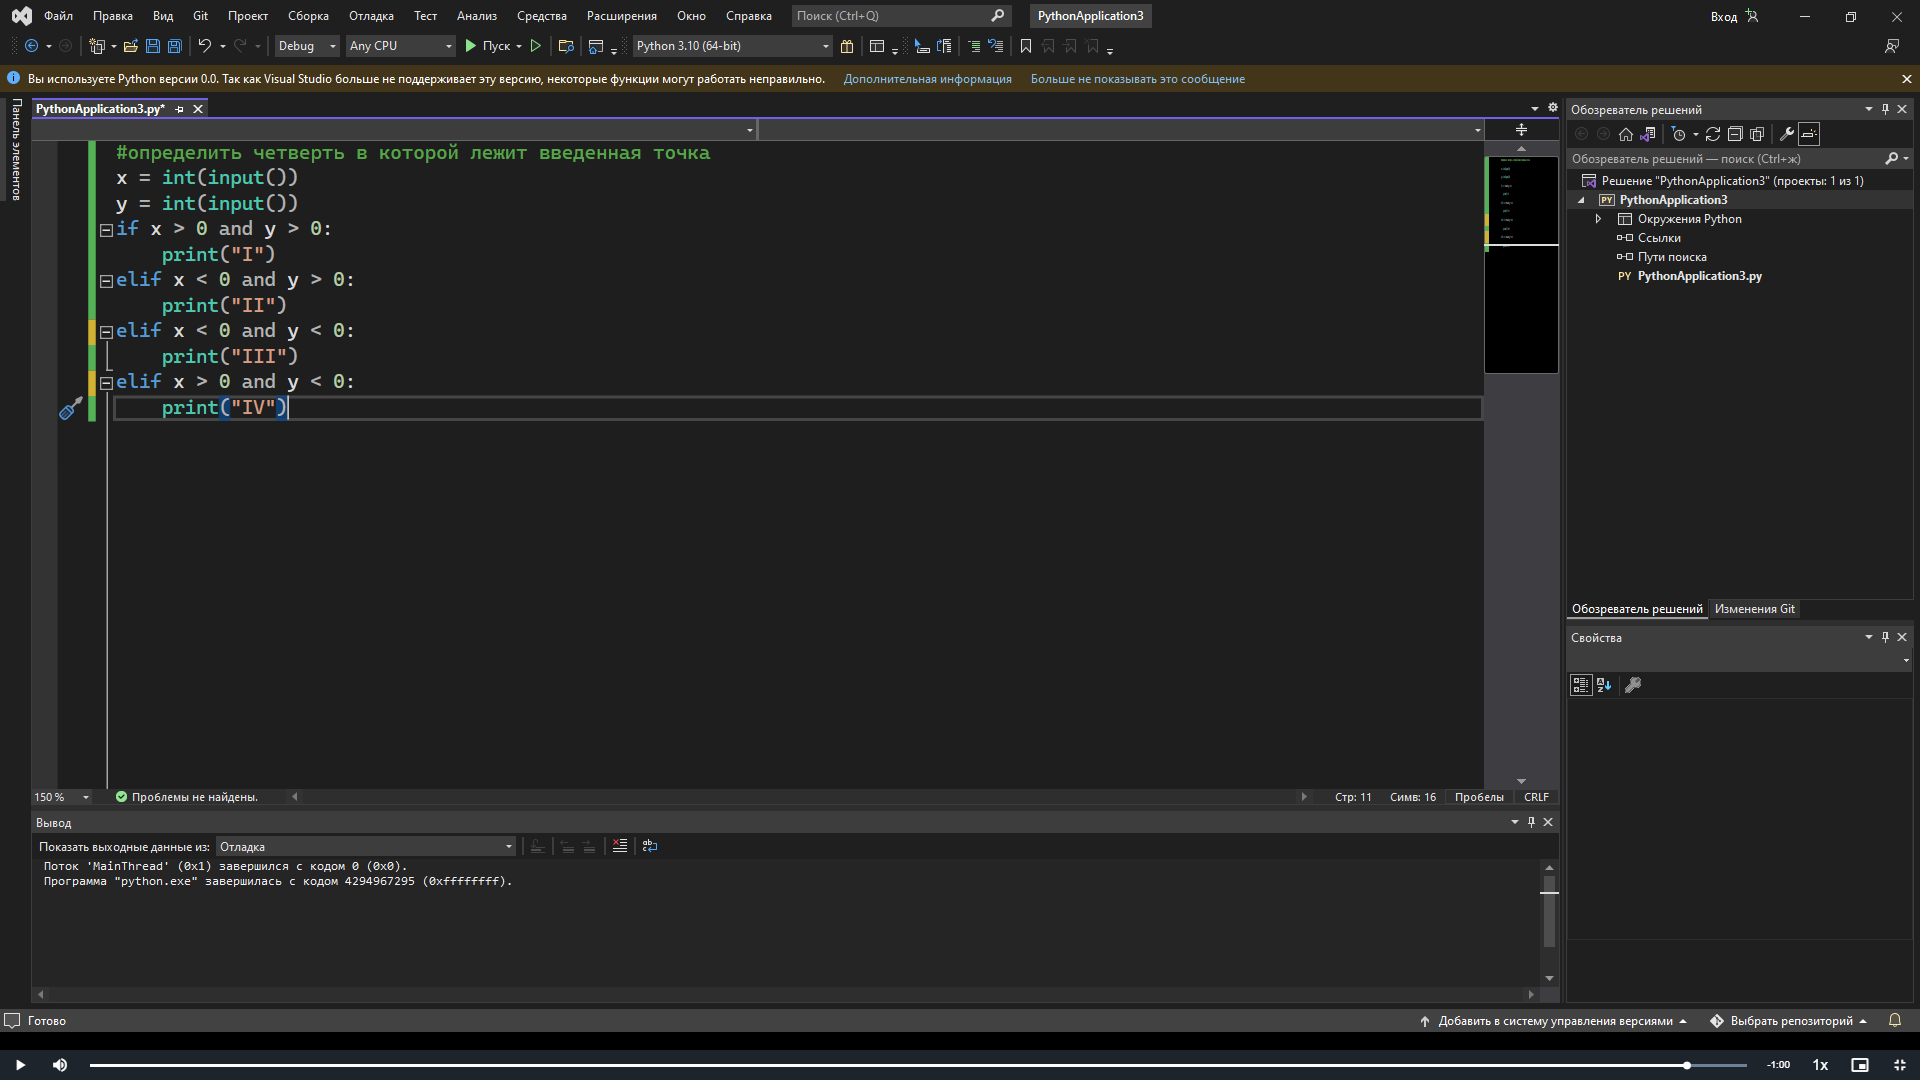 Файл Правка Вид Git Проект Сборка Отладка Тест Анализ Средства Расширения Окно Справка Поиск (Ctrl+Q) PythonApplication3 Вход
Debug Any CPU Пуск Python 3.10 (64-bit)
Вы используете Python версии 0.0. Так как Visual Studio больше не поддерживает эту версию, некоторые функции могут работать неправильно. Дополнительная информация Больше не показывать это сообщение
Панель элементов
PythonApplication3.py*
#определить четверть в которой лежит введенная точка
x = int(input())
y = int(input())
if x > 0 and y > 0:
    print("I")
elif x < 0 and y > 0:
    print("II")
elif x < 0 and y < 0:
    print("III")
elif x > 0 and y < 0:
    print("IV")
150 % Проблемы не найдены. Стр: 11 Симв: 16 Пробелы CRLF
Вывод
Показать выходные данные из: Отладка
Поток 'MainThread' (0x1) завершился с кодом 0 (0x0).
Программа "python.exe" завершилась с кодом 4294967295 (0xffffffff).
Обозреватель решений
Обозреватель решений — поиск (Ctrl+ж)
Решение "PythonApplication3" (проекты: 1 из 1)
PY PythonApplication3
Окружения Python
Ссылки
Пути поиска
PY PythonApplication3.py
Обозреватель решений Изменения Git
Свойства
Готово Добавить в систему управления версиями Выбрать репозиторий
-1:00 1x